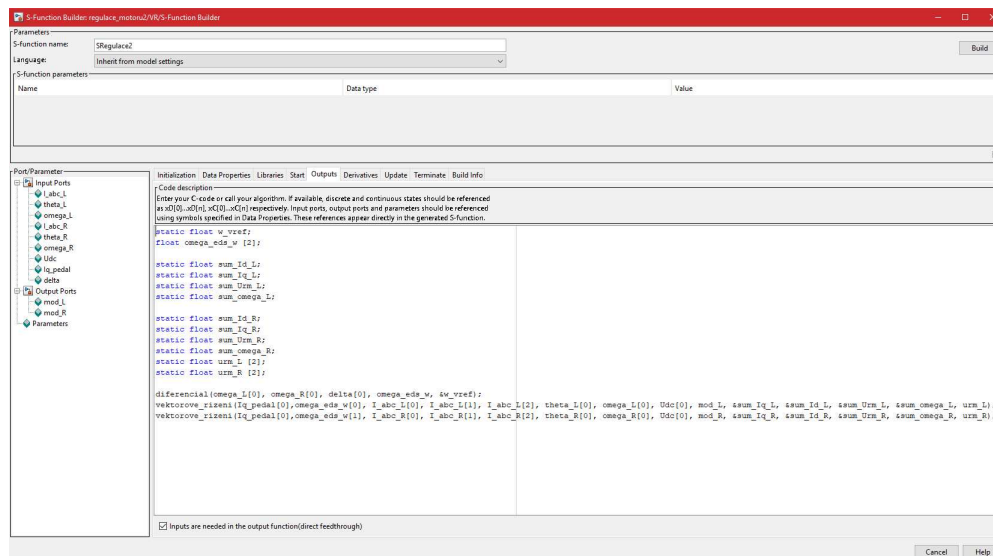 S-Function Builder: regulace_motoru2/VR/S-Function Builder
Parameters
S-function name: SRegulace2
Build
Language: Inherit from model settings
S-function parameters
Name Data type Value
Port/Parameter
Input Ports
I_abc_L
theta_L
omega_L
I_abc_R
theta_R
omega_R
Udc
Iq_pedal
delta
Output Ports
mod_L
mod_R
Parameters
Initialization Data Properties Libraries Start Outputs Derivatives Update Terminate Build Info
Code description
Enter your C-code or call your algorithm. If available, discrete and continuous states should be referenced
as xD[0]...xD[n], xC[0]...xC[n] respectively. Input ports, output ports and parameters should be referenced
using symbols specified in Data Properties. These references appear directly in the generated S-function.
static float w_vref;
float omega_eds_w [2];
static float sum_Id_L;
static float sum_Iq_L;
static float sum_Urm_L;
static float sum_omega_L;
static float sum_Id_R;
static float sum_Iq_R;
static float sum_Urm_R;
static float sum_omega_R;
static float urm_L [2];
static float urm_R [2];
diferencial(omega_L[0], omega_R[0], delta[0], omega_eds_w, &w_vref);
vektorove_rizeni(Iq_pedal[0],omega_eds_w[0], I_abc_L[0], I_abc_L[1], I_abc_L[2], theta_L[0], omega_L[0], Udc[0], mod_L, &sum_Iq_L, &sum_Id_L, &sum_Urm_L, &sum_omega_L, urm_L)
vektorove_rizeni(Iq_pedal[0],omega_eds_w[1], I_abc_R[0], I_abc_R[1], I_abc_R[2], theta_R[0], omega_R[0], Udc[0], mod_R, &sum_Iq_R, &sum_Id_R, &sum_Urm_R, &sum_omega_R, urm_R)
Inputs are needed in the output function(direct feedthrough)
Cancel Help